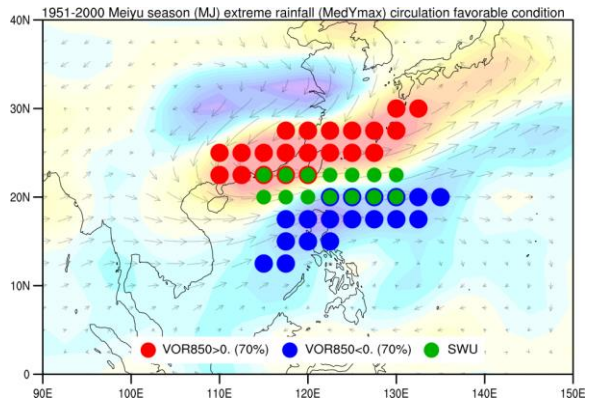 1951-2000 Meiyu season (MJ) extreme rainfall (MedYmax) circulation favorable condition
40N
30N
20N
10N
0
VOR850>0. (70%) VOR850<0. (70%) SWU
90E 100E 110E 120E 130E 140E 150E